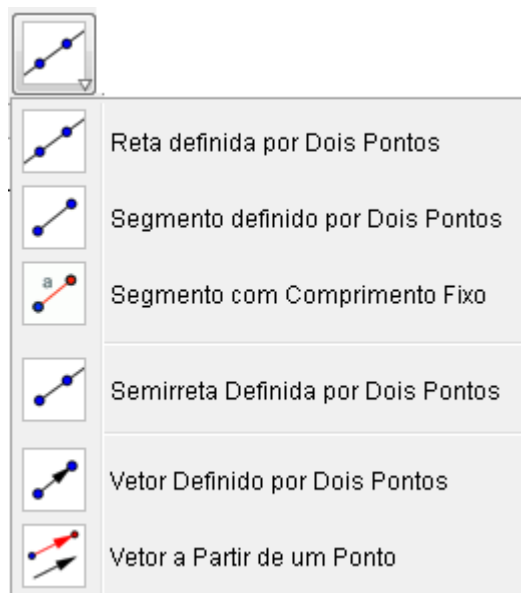 Reta definida por Dois Pontos
Segmento definido por Dois Pontos
a
Segmento com Comprimento Fixo
Semirreta Definida por Dois Pontos
Vetor Definido por Dois Pontos
Vetor a Partir de um Ponto